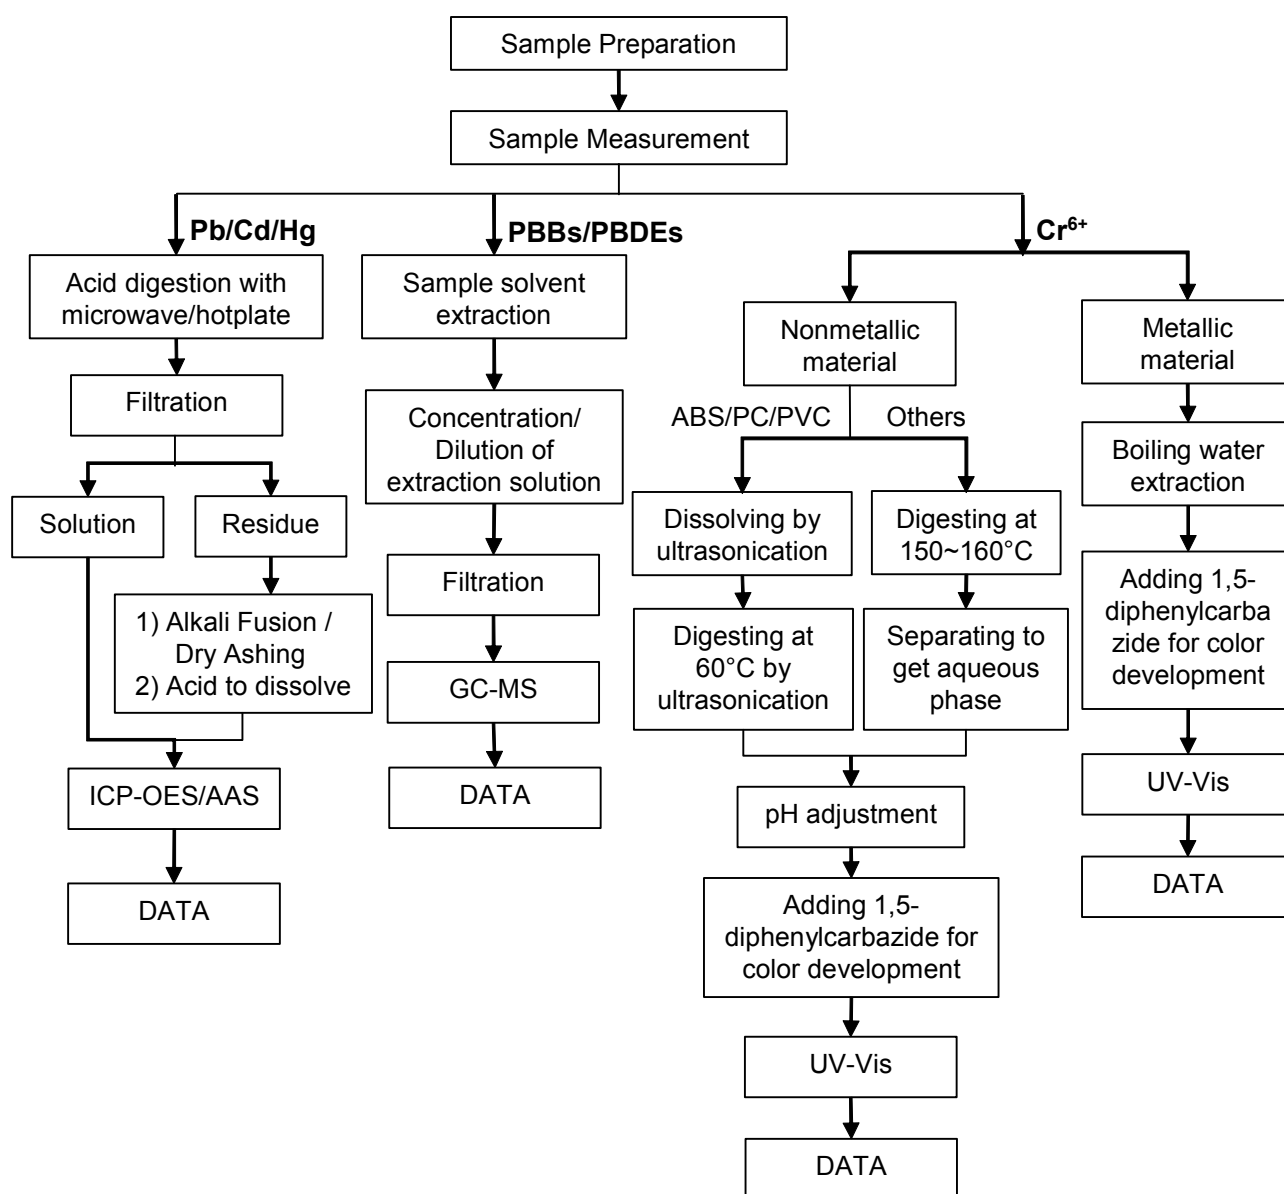 Sample Preparation
Sample Measurement
Pb/Cd/Hg
PBBs/PBDEs
Cr⁶⁺
Acid digestion with
microwave/hotplate
Filtration
Solution
Residue
1) Alkali Fusion /
Dry Ashing
2) Acid to dissolve
ICP-OES/AAS
DATA
Sample solvent
extraction
Concentration/
Dilution of
extraction solution
Filtration
GC-MS
DATA
Nonmetallic
material
ABS/PC/PVC
Others
Dissolving by
ultrasonication
Digesting at
60°C by
ultrasonication
Digesting at
150~160°C
Separating to
get aqueous
phase
pH adjustment
Adding 1,5-
diphenylcarbazide for
color development
UV-Vis
DATA
Metallic
material
Boiling water
extraction
Adding 1,5-
diphenylcarba
zide for color
development
UV-Vis
DATA